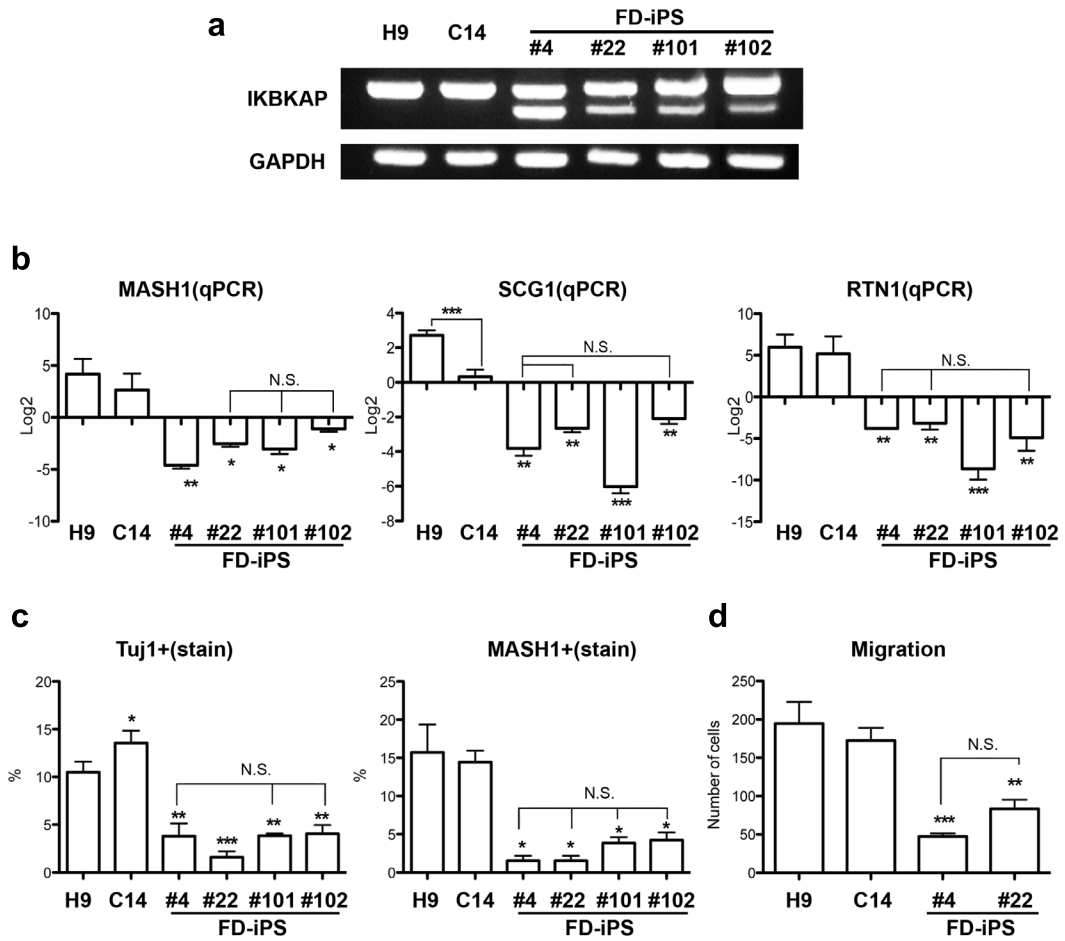 a
FD-iPS
H9 C14 #4 #22 #101 #102
IKBKAP
GAPDH
b
MASH1(qPCR) SCG1(qPCR) RTN1(qPCR)
Log2
10
5
0
-5
-10
N.S.
** * * *
H9 C14 #4 #22 #101 #102
FD-iPS
Log2
4
2
0
-2
-4
-6
-8
***
N.S.
** ** *** **
H9 C14 #4 #22 #101 #102
FD-iPS
Log2
10
5
0
-5
-10
-15
N.S.
** ** *** **
H9 C14 #4 #22 #101 #102
FD-iPS
c
Tuj1+(stain)
%
20
15
10
5
0
*
N.S.
** *** ** **
H9 C14 #4 #22 #101 #102
FD-iPS
MASH1+(stain)
%
25
20
15
10
5
0
N.S.
* * * *
H9 C14 #4 #22 #101 #102
FD-iPS
d
Migration
Number of cells
250
200
150
100
50
0
N.S.
*** **
H9 C14 #4 #22
FD-iPS